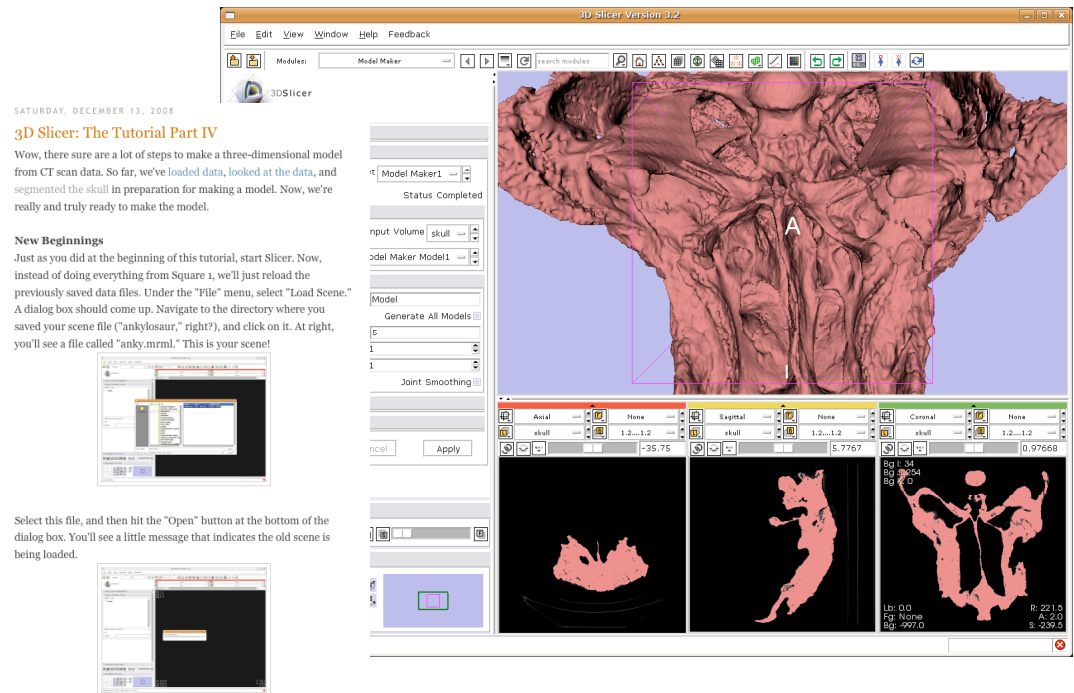 3D Slicer Version 3.2
File Edit View Window Help Feedback
Modules: Model Maker search modules
3DSlicer
SATURDAY, DECEMBER 13, 2008
3D Slicer: The Tutorial Part IV
Wow, there sure are a lot of steps to make a three-dimensional model
from CT scan data. So far, we've loaded data, looked at the data, and
segmented the skull in preparation for making a model. Now, we're
really and truly ready to make the model.
New Beginnings
Just as you did at the beginning of this tutorial, start Slicer. Now,
instead of doing everything from Square 1, we'll just reload the
previously saved data files. Under the "File" menu, select "Load Scene."
A dialog box should come up. Navigate to the directory where you
saved your scene file ("ankylosaur," right?), and click on it. At right,
you'll see a file called "anky.mrml." This is your scene!
Select this file, and then hit the "Open" button at the bottom of the
dialog box. You'll see a little message that indicates the old scene is
being loaded.
t Model Maker1
Status Completed
nput Volume skull
odel Maker Model1
Model
Generate All Models
5
1
1
Joint Smoothing
ncel Apply
A
I
Axial None
skull 1.2....1.2
-35.75
Sagittal None
skull 1.2....1.2
5.7767
Coronal None
skull 1.2....1.2
0.97668
Bg I: 34
Bg J: 254
Bg K: 0
Lb: 0.0
Fg: None
Bg: -997.0
R: 221.5
A: 2.0
S: -239.5